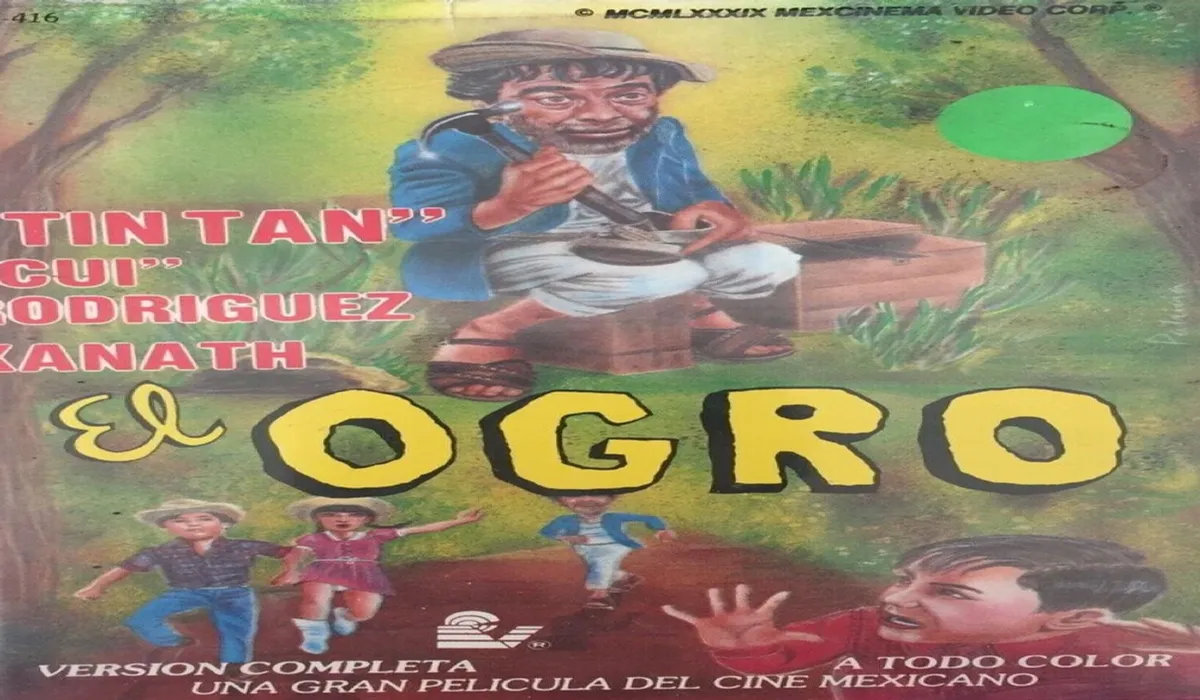 -416
© MCMLXXXIX MEXCINEMA VIDEO CORP. ®
"TIN TAN"
CUI"
RODRIGUEZ
XANATH
El OGRO
®
VERSION COMPLETA
A TODO COLOR
UNA GRAN PELICULA DEL CINE MEXICANO